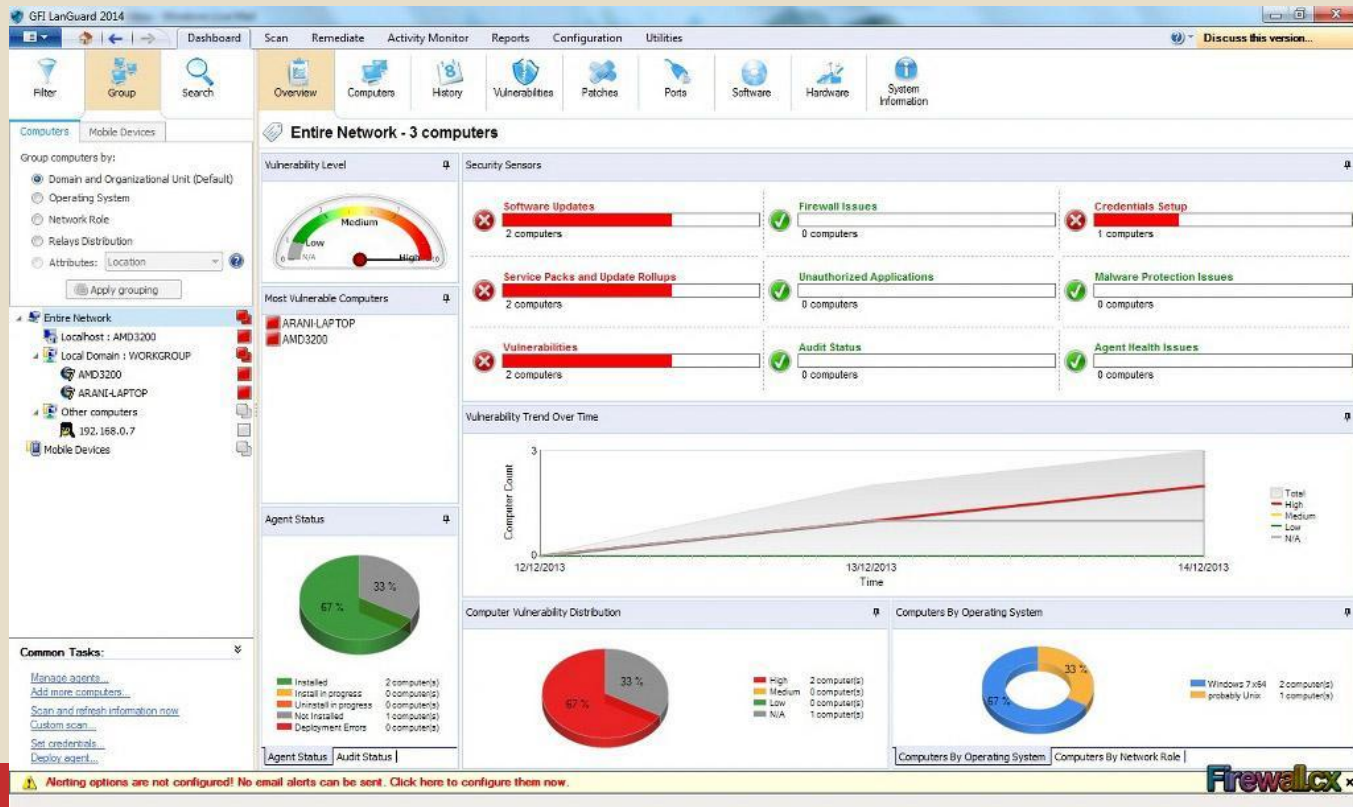 GFI LanGuard 2014
Dashboard Scan Remediate Activity Monitor Reports Configuration Utilities Discuss this version...
Filter Group Search Overview Computers History Vulnerabilities Patches Ports Software Hardware System Information
Computers Mobile Devices
Entire Network - 3 computers
Group computers by:
Domain and Organizational Unit (Default)
Operating System
Network Role
Relays Distribution
Attributes: Location
Apply grouping
Entire Network
Localhost : AMD3200
Local Domain : WORKGROUP
AMD3200
ARANI-LAPTOP
Other computers
192.168.0.7
Mobile Devices
Common Tasks:
Manage agents...
Add more computers...
Scan and refresh information now
Custom scan...
Set credentials...
Deploy agent...
Vulnerability Level
Medium
Low
High
N/A
0
1
10
Most Vulnerable Computers
ARANI-LAPTOP
AMD3200
Agent Status
33 %
67 %
Installed 2 computer(s)
Install in progress 0 computer(s)
Uninstall in progress 0 computer(s)
Not Installed 1 computer(s)
Deployment Errors 0 computer(s)
Agent Status Audit Status
Security Sensors
Software Updates
2 computers
Firewall Issues
0 computers
Credentials Setup
1 computers
Service Packs and Update Rollups
2 computers
Unauthorized Applications
0 computers
Malware Protection Issues
0 computers
Vulnerabilities
2 computers
Audit Status
0 computers
Agent Health Issues
0 computers
Vulnerability Trend Over Time
3
Computer Count
0
12/12/2013 13/12/2013 14/12/2013
Time
Total
High
Medium
Low
N/A
Computer Vulnerability Distribution
33 %
67 %
High 2 computer(s)
Medium 0 computer(s)
Low 0 computer(s)
N/A 1 computer(s)
Computers By Operating System
33 %
67 %
Windows 7 x64 2 computer(s)
probably Unix 1 computer(s)
Computers By Operating System Computers By Network Role
Alerting options are not configured! No email alerts can be sent. Click here to configure them now.
Firewall.cx